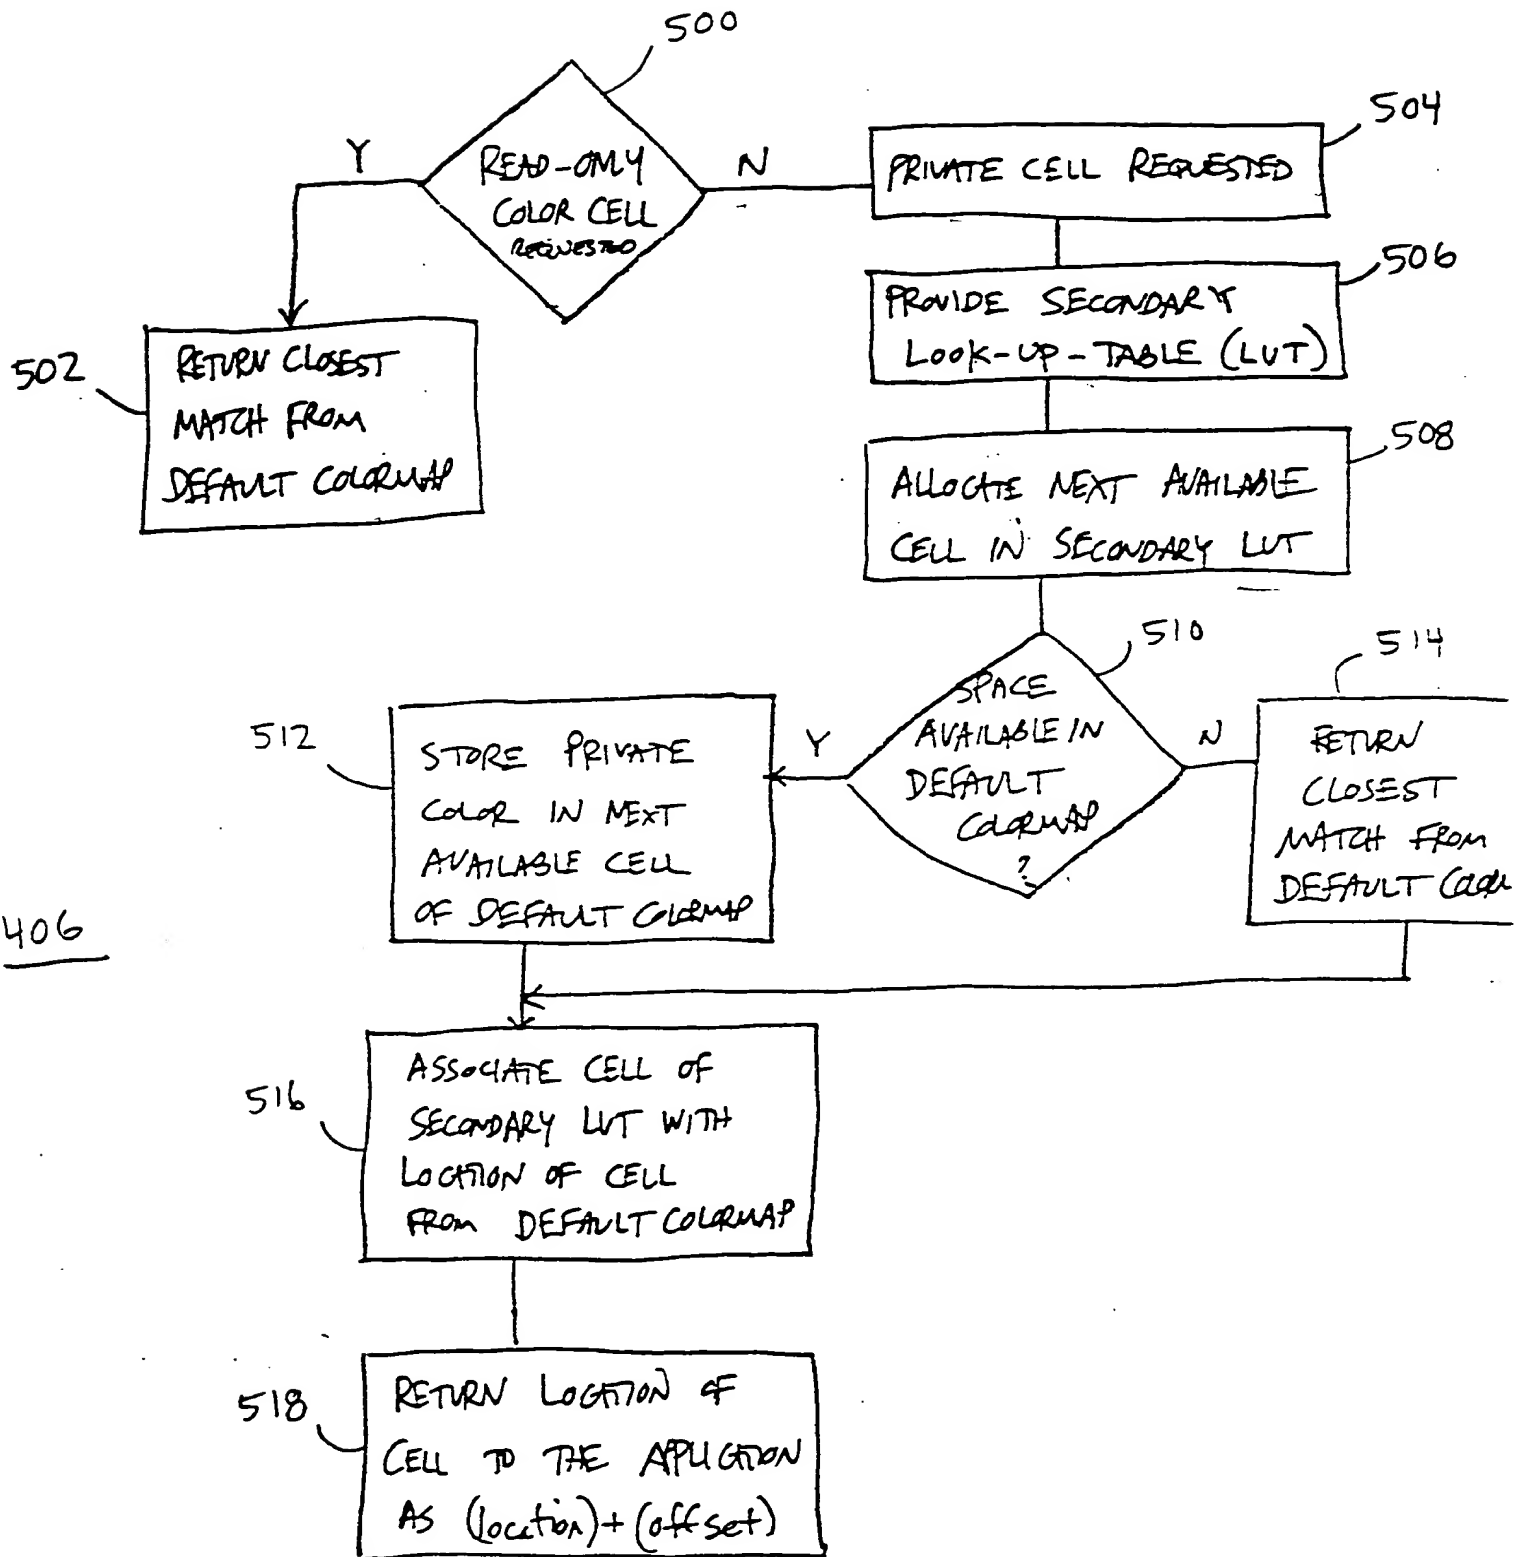 500
READ-ONLY
COLOR CELL
REQUESTED
Y
N
504
PRIVATE CELL REQUESTED
506
PROVIDE SECONDARY
LOOK-UP-TABLE (LUT)
502
RETURN CLOSEST
MATCH FROM
DEFAULT COLORMAP
508
ALLOCATE NEXT AVAILABLE
CELL IN SECONDARY LUT
510
SPACE
AVAILABLE IN
DEFAULT
COLORMAP
?
Y
N
514
RETURN
CLOSEST
MATCH FROM
DEFAULT
512
STORE PRIVATE
COLOR IN NEXT
AVAILABLE CELL
OF DEFAULT COLORMAP
406
516
ASSOCIATE CELL OF
SECONDARY LUT WITH
LOCATION OF CELL
FROM DEFAULT COLORMAP
518
RETURN LOCATION OF
CELL TO THE APPLICATION
AS (location)+(offset)